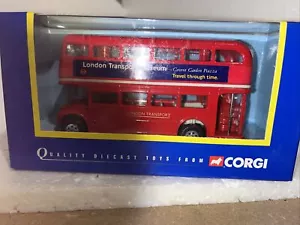 London Transport Museum - Covent Garden Piazza
Travel through time.
LONDON TRANSPORT
QUALITY DIECAST TOYS FROM CORGI